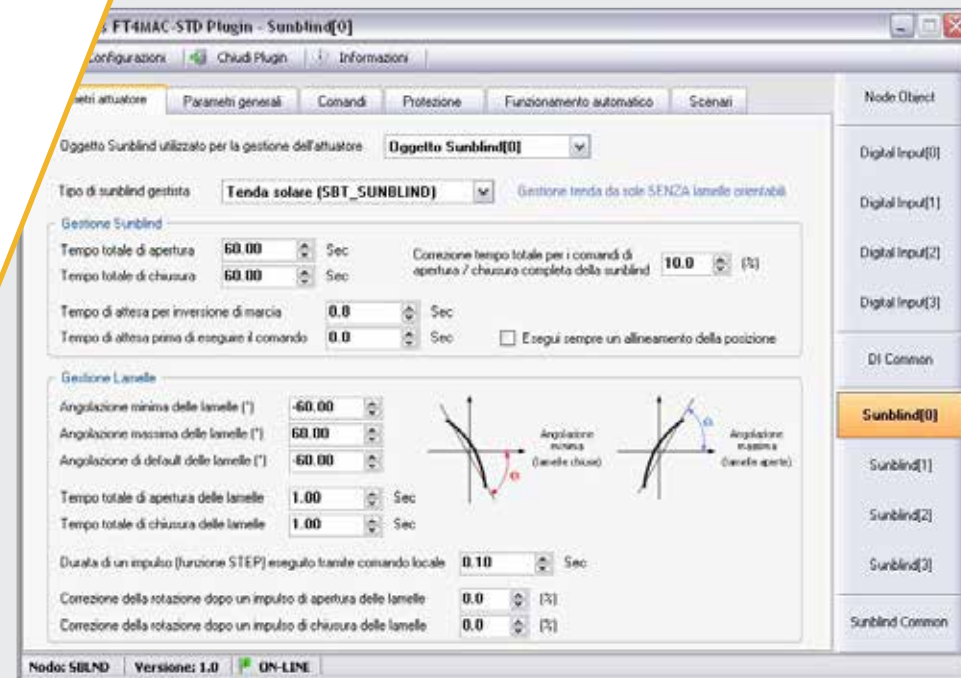 FT4MAC-STD Plugin - Sunblind[0]
Configurazioni Chiudi Plugin Informazioni
attuatore Parametri generali Comandi Protezione Funzionamento automatico Scenari
Oggetto Sunblind utilizzato per la gestione dell'attuatore Oggetto Sunblind[0]
Tipo di sunblind gestista Tenda solare (SBT_SUNBLIND) Gestione tenda da sole SENZA lamelle orientabili
Gestione Sunblind
Tempo totale di apertura 60.00 Sec
Tempo totale di chiusura 60.00 Sec
Correzione tempo totale per i comandi di
apertura / chiusura completa della sunblind 10.0 (%)
Tempo di attesa per inversione di marcia 0.0 Sec
Tempo di attesa prima di eseguire il comando 0.0 Sec Esegui sempre un allineamento della posizione
Gestione Lamelle
Angolazione minima delle lamelle (°) -60.00
Angolazione massima delle lamelle (°) 60.00
Angolazione di default delle lamelle (°) -60.00
Angolazione
minima
(lamelle chiuse)
α
Angolazione
massima
(lamelle aperte)
α
Tempo totale di apertura delle lamelle 1.00 Sec
Tempo totale di chiusura delle lamelle 1.00 Sec
Durata di un impulso (funzione STEP) eseguito tramite comando locale 0.10 Sec
Correzione della rotazione dopo un impulso di apertura delle lamelle 0.0 (%)
Correzione della rotazione dopo un impulso di chiusura delle lamelle 0.0 (%)
Node Object
Digital Input[0]
Digital Input[1]
Digital Input[2]
Digital Input[3]
DI Common
Sunblind[0]
Sunblind[1]
Sunblind[2]
Sunblind[3]
Sunblind Common
Nodo: SBLND Versione: 1.0 ON-LINE